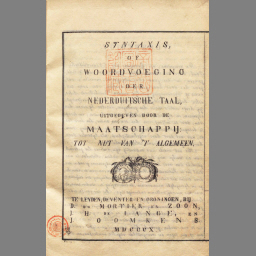 SYNTAXIS,
OF
WOORDVOEGING
DER
NEDERDUITSCHE TAAL,
UITGEGEVEN DOOR DE
MAATSCHAPPIJ
TOT NUT VAN 'T ALGEMEEN.
TE LEYDEN, DEVENTER EN GRONINGEN, BIJ
D. DU MORTIER EN ZOON,
J. H. DE LANGE, EN
J. OOMKENS.
MDCCCX.